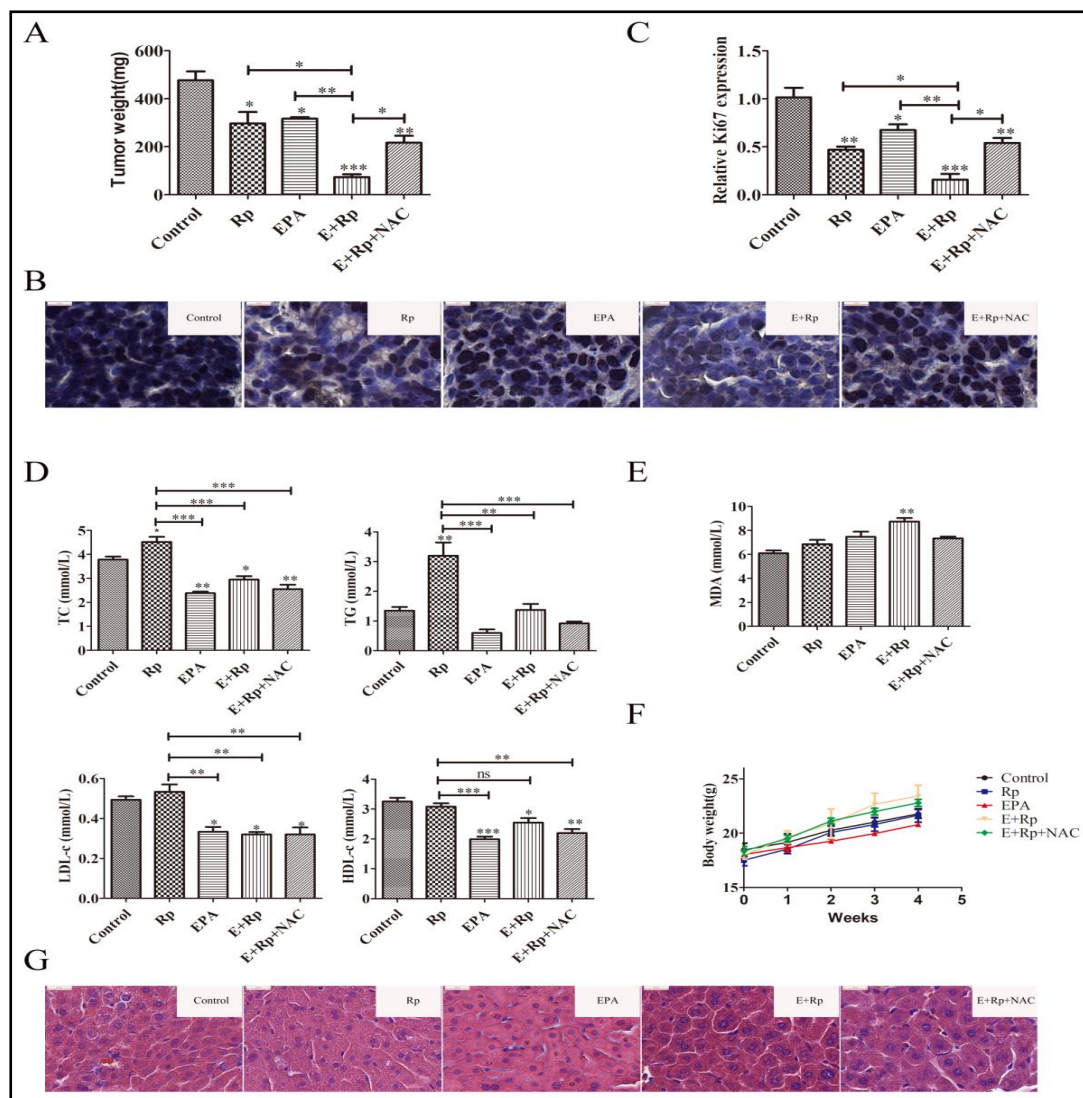 A
Tumor weight(mg)
600
400
200
0
*
**
*
*
*
***
**
Control
Rp
EPA
E+Rp
E+Rp+NAC
C
Relative Ki67 expression
1.5
1.0
0.5
0.0
*
**
*
**
*
***
**
Control
Rp
EPA
E+Rp
E+Rp+NAC
B
Control
Rp
EPA
E+Rp
E+Rp+NAC
D
TC (mmol/L)
5
4
3
2
1
0
***
***
***
*
**
*
**
Control
Rp
EPA
E+Rp
E+Rp+NAC
TG (mmol/L)
4
3
2
1
0
***
**
***
**
Control
Rp
EPA
E+Rp
E+Rp+NAC
E
MDA (mmol/L)
10
8
6
4
2
0
**
Control
Rp
EPA
E+Rp
E+Rp+NAC
LDL-c (mmol/L)
0.6
0.4
0.2
0.0
**
**
**
*
*
*
Control
Rp
EPA
E+Rp
E+Rp+NAC
HDL-c (mmol/L)
4
3
2
1
0
**
ns
***
***
*
**
Control
Rp
EPA
E+Rp
E+Rp+NAC
F
Body weight(g)
25
20
15
0 1 2 3 4 5
Weeks
Control
Rp
EPA
E+Rp
E+Rp+NAC
G
Control
Rp
EPA
E+Rp
E+Rp+NAC